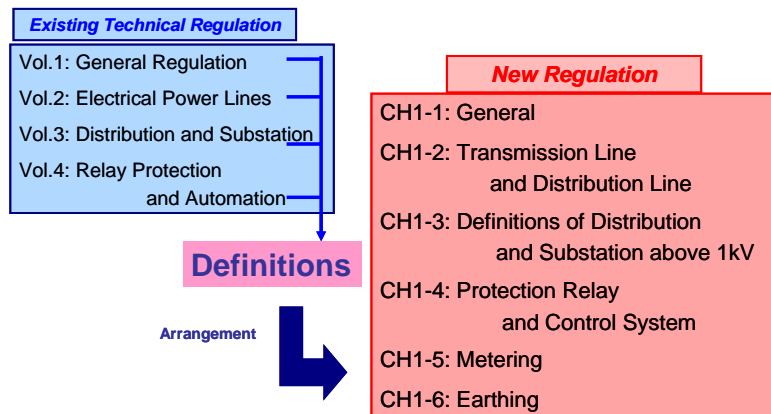 Existing Technical Regulation
Vol.1: General Regulation
Vol.2: Electrical Power Lines
Vol.3: Distribution and Substation
Vol.4: Relay Protection
and Automation
Definitions
Arrangement
New Regulation
CH1-1: General
CH1-2: Transmission Line
and Distribution Line
CH1-3: Definitions of Distribution
and Substation above 1kV
CH1-4: Protection Relay
and Control System
CH1-5: Metering
CH1-6: Earthing